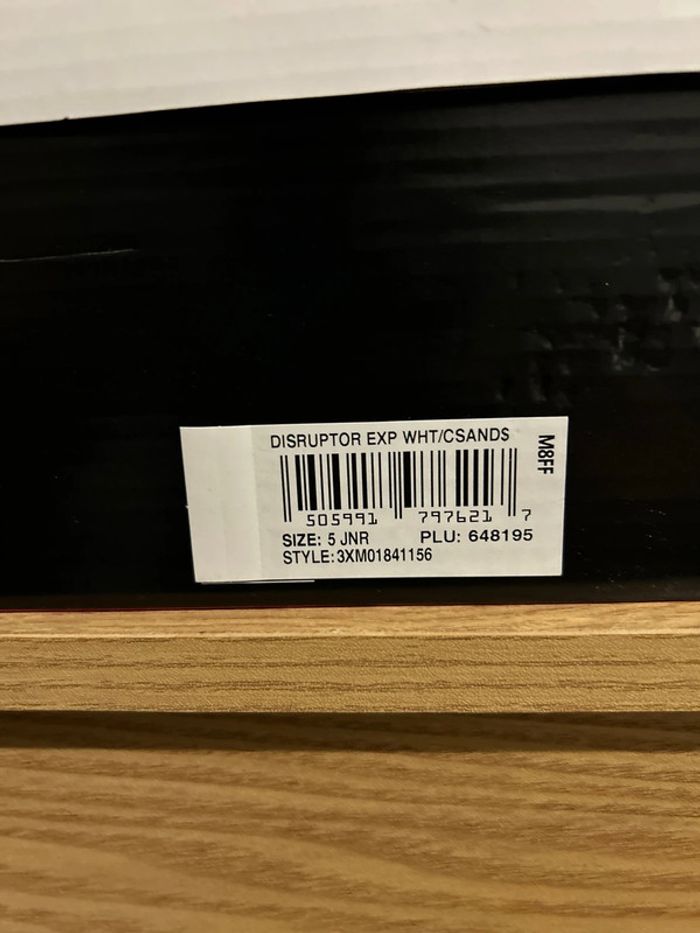 DISRUPTOR EXP WHT/CSANDS
M8FF
505991 797621 7
SIZE: 5 JNR PLU: 648195
STYLE:3XM01841156